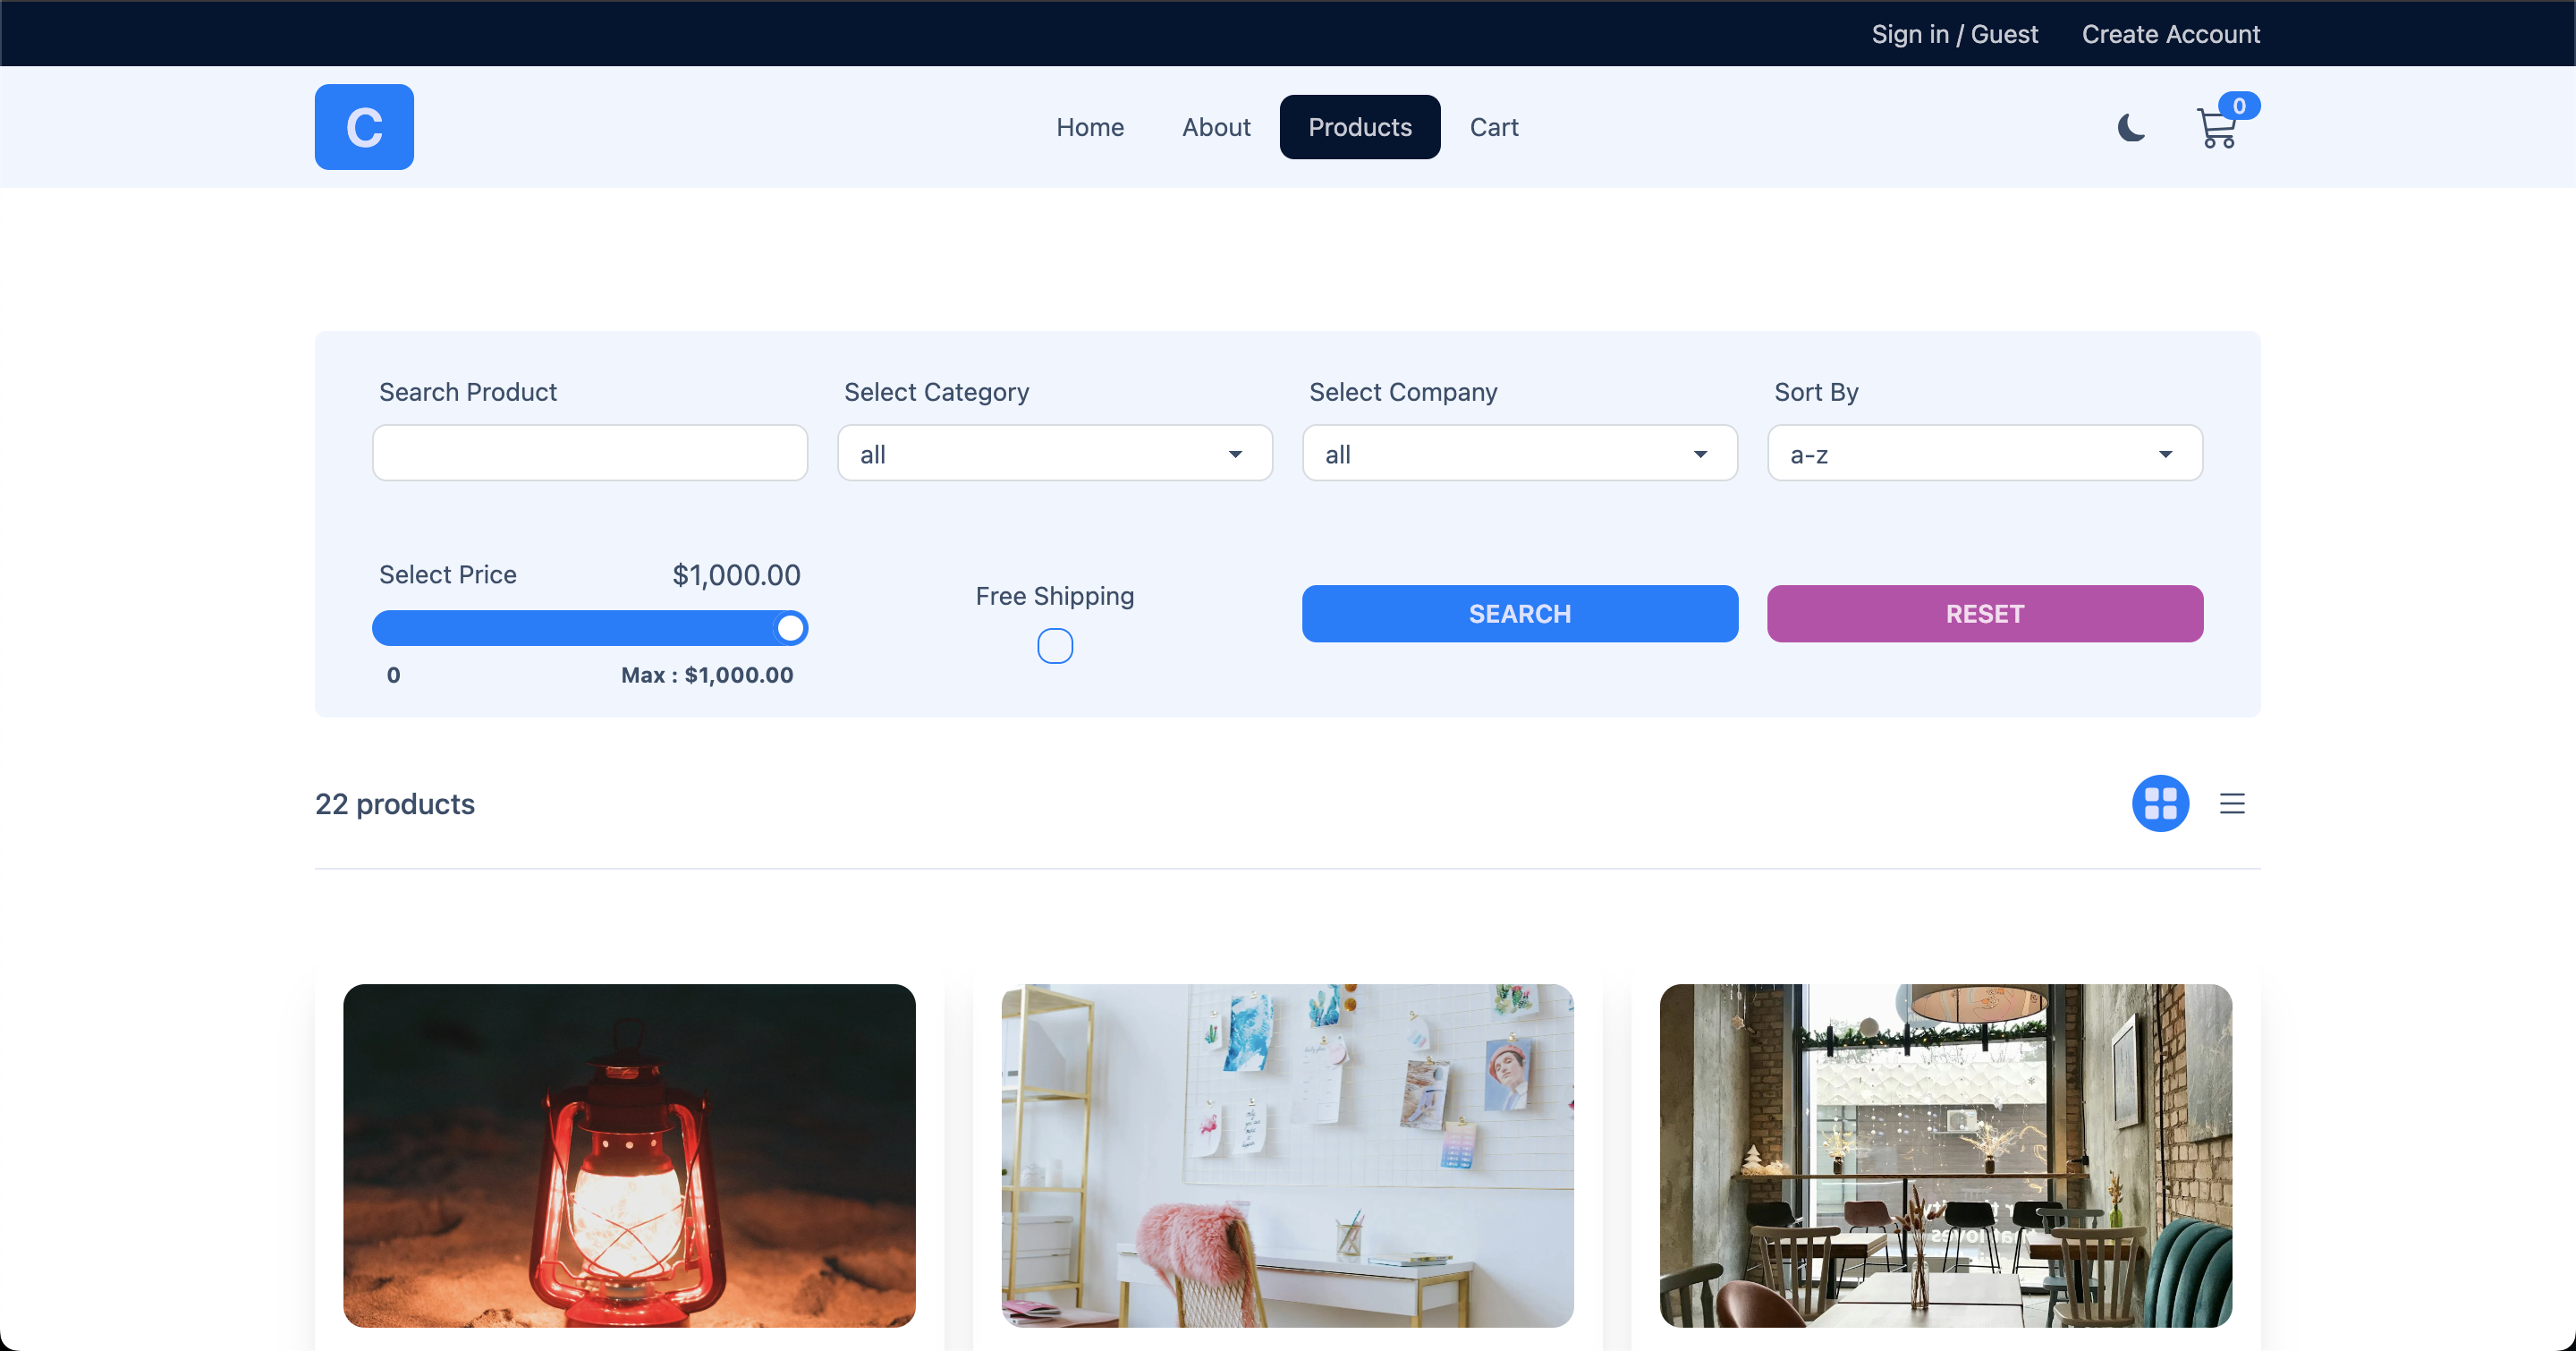 Sign in / Guest Create Account
C Home About Products Cart 0
Search Product Select Category Select Company Sort By
all all a-z
Select Price $1,000.00
Free Shipping
SEARCH RESET
0 Max : $1,000.00
22 products